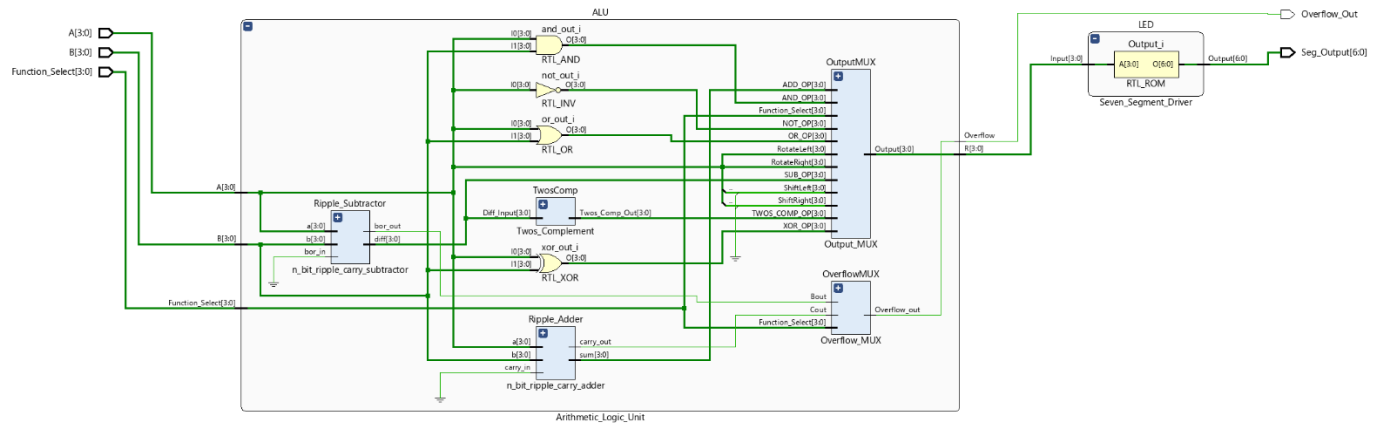 ALU
A[3:0]
B[3:0]
Function_Select[3:0]
A[3:0]
B[3:0]
Function_Select[3:0]
Ripple_Subtractor
a[3:0]
b[3:0]
bor_in
bor_out
diff[3:0]
n_bit_ripple_carry_subtractor
and_out_i
I0[3:0]
I1[3:0]
O[3:0]
RTL_AND
not_out_i
I0[3:0]
O[3:0]
RTL_INV
or_out_i
I0[3:0]
I1[3:0]
O[3:0]
RTL_OR
TwosComp
Diff_Input[3:0]
Twos_Comp_Out[3:0]
Twos_Complement
xor_out_i
I0[3:0]
I1[3:0]
O[3:0]
RTL_XOR
Ripple_Adder
a[3:0]
b[3:0]
carry_in
carry_out
sum[3:0]
n_bit_ripple_carry_adder
OutputMUX
ADD_OP[3:0]
AND_OP[3:0]
Function_Select[3:0]
NOT_OP[3:0]
OR_OP[3:0]
RotateLeft[3:0]
RotateRight[3:0]
SUB_OP[3:0]
ShiftLeft[3:0]
ShiftRight[3:0]
TWOS_COMP_OP[3:0]
XOR_OP[3:0]
Output[3:0]
Output_MUX
OverflowMUX
Bout
Cout
Function_Select[3:0]
Overflow_out
Overflow_MUX
Overflow
R[3:0]
Arithmetic_Logic_Unit
LED
Input[3:0]
Output_i
A[3:0]
O[6:0]
RTL_ROM
Output[6:0]
Seven_Segment_Driver
Overflow_Out
Seg_Output[6:0]